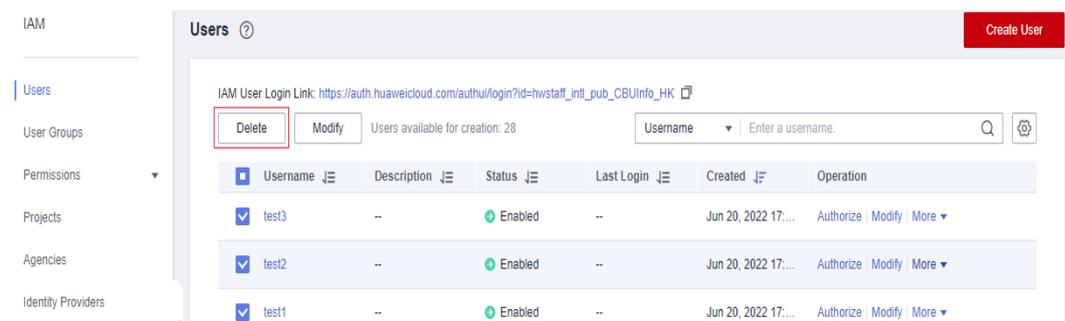 IAM
Users
User Groups
Permissions
Projects
Agencies
Identity Providers
Users ?
Create User
IAM User Login Link: https://auth.huaweicloud.com/authui/login?id=hwstaff_intl_pub_CBUInfo_HK
Delete Modify Users available for creation: 28 Username Enter a username.
Username Description Status Last Login Created Operation
test3 -- Enabled -- Jun 20, 2022 17:... Authorize | Modify | More
test2 -- Enabled -- Jun 20, 2022 17:... Authorize | Modify | More
test1 -- Enabled -- Jun 20, 2022 17:... Authorize | Modify | More